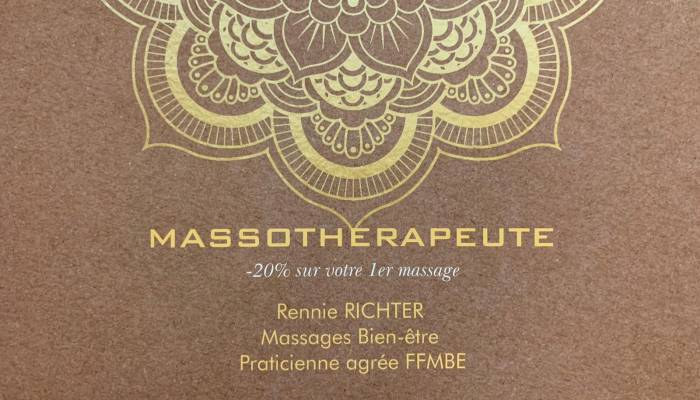 MASSOTHERAPEUTE
-20% sur votre 1er massage
Rennie RICHTER
Massages Bien-être
Praticienne agrée FFMBE